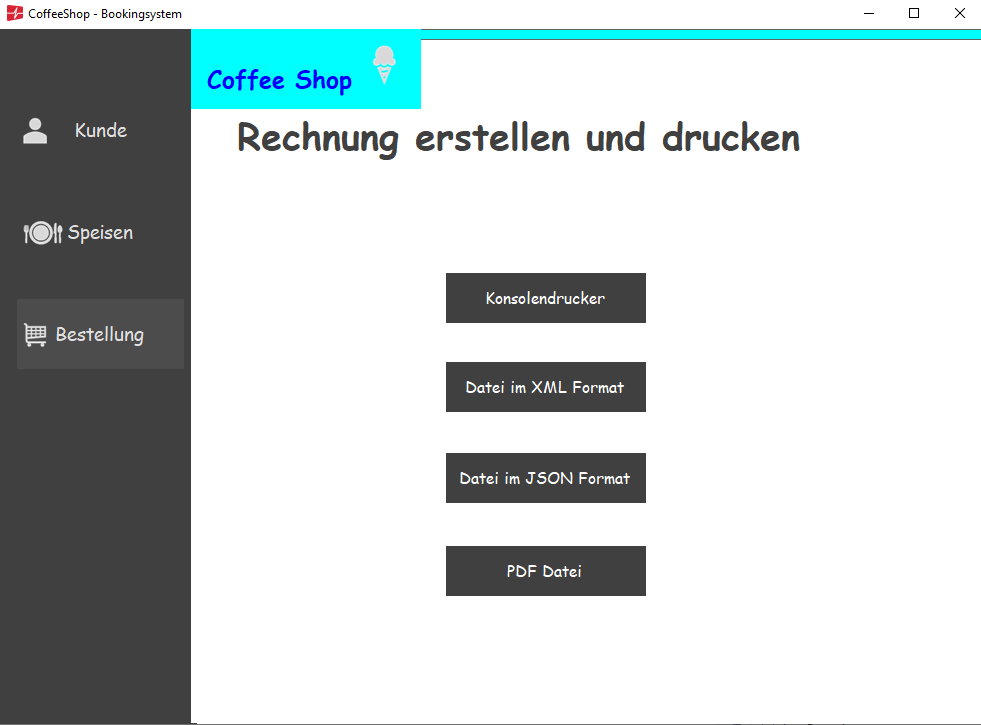 CoffeeShop - Bookingsystem
Coffee Shop
Rechnung erstellen und drucken
Kunde
Speisen
Bestellung
Konsolendrucker
Datei im XML Format
Datei im JSON Format
PDF Datei